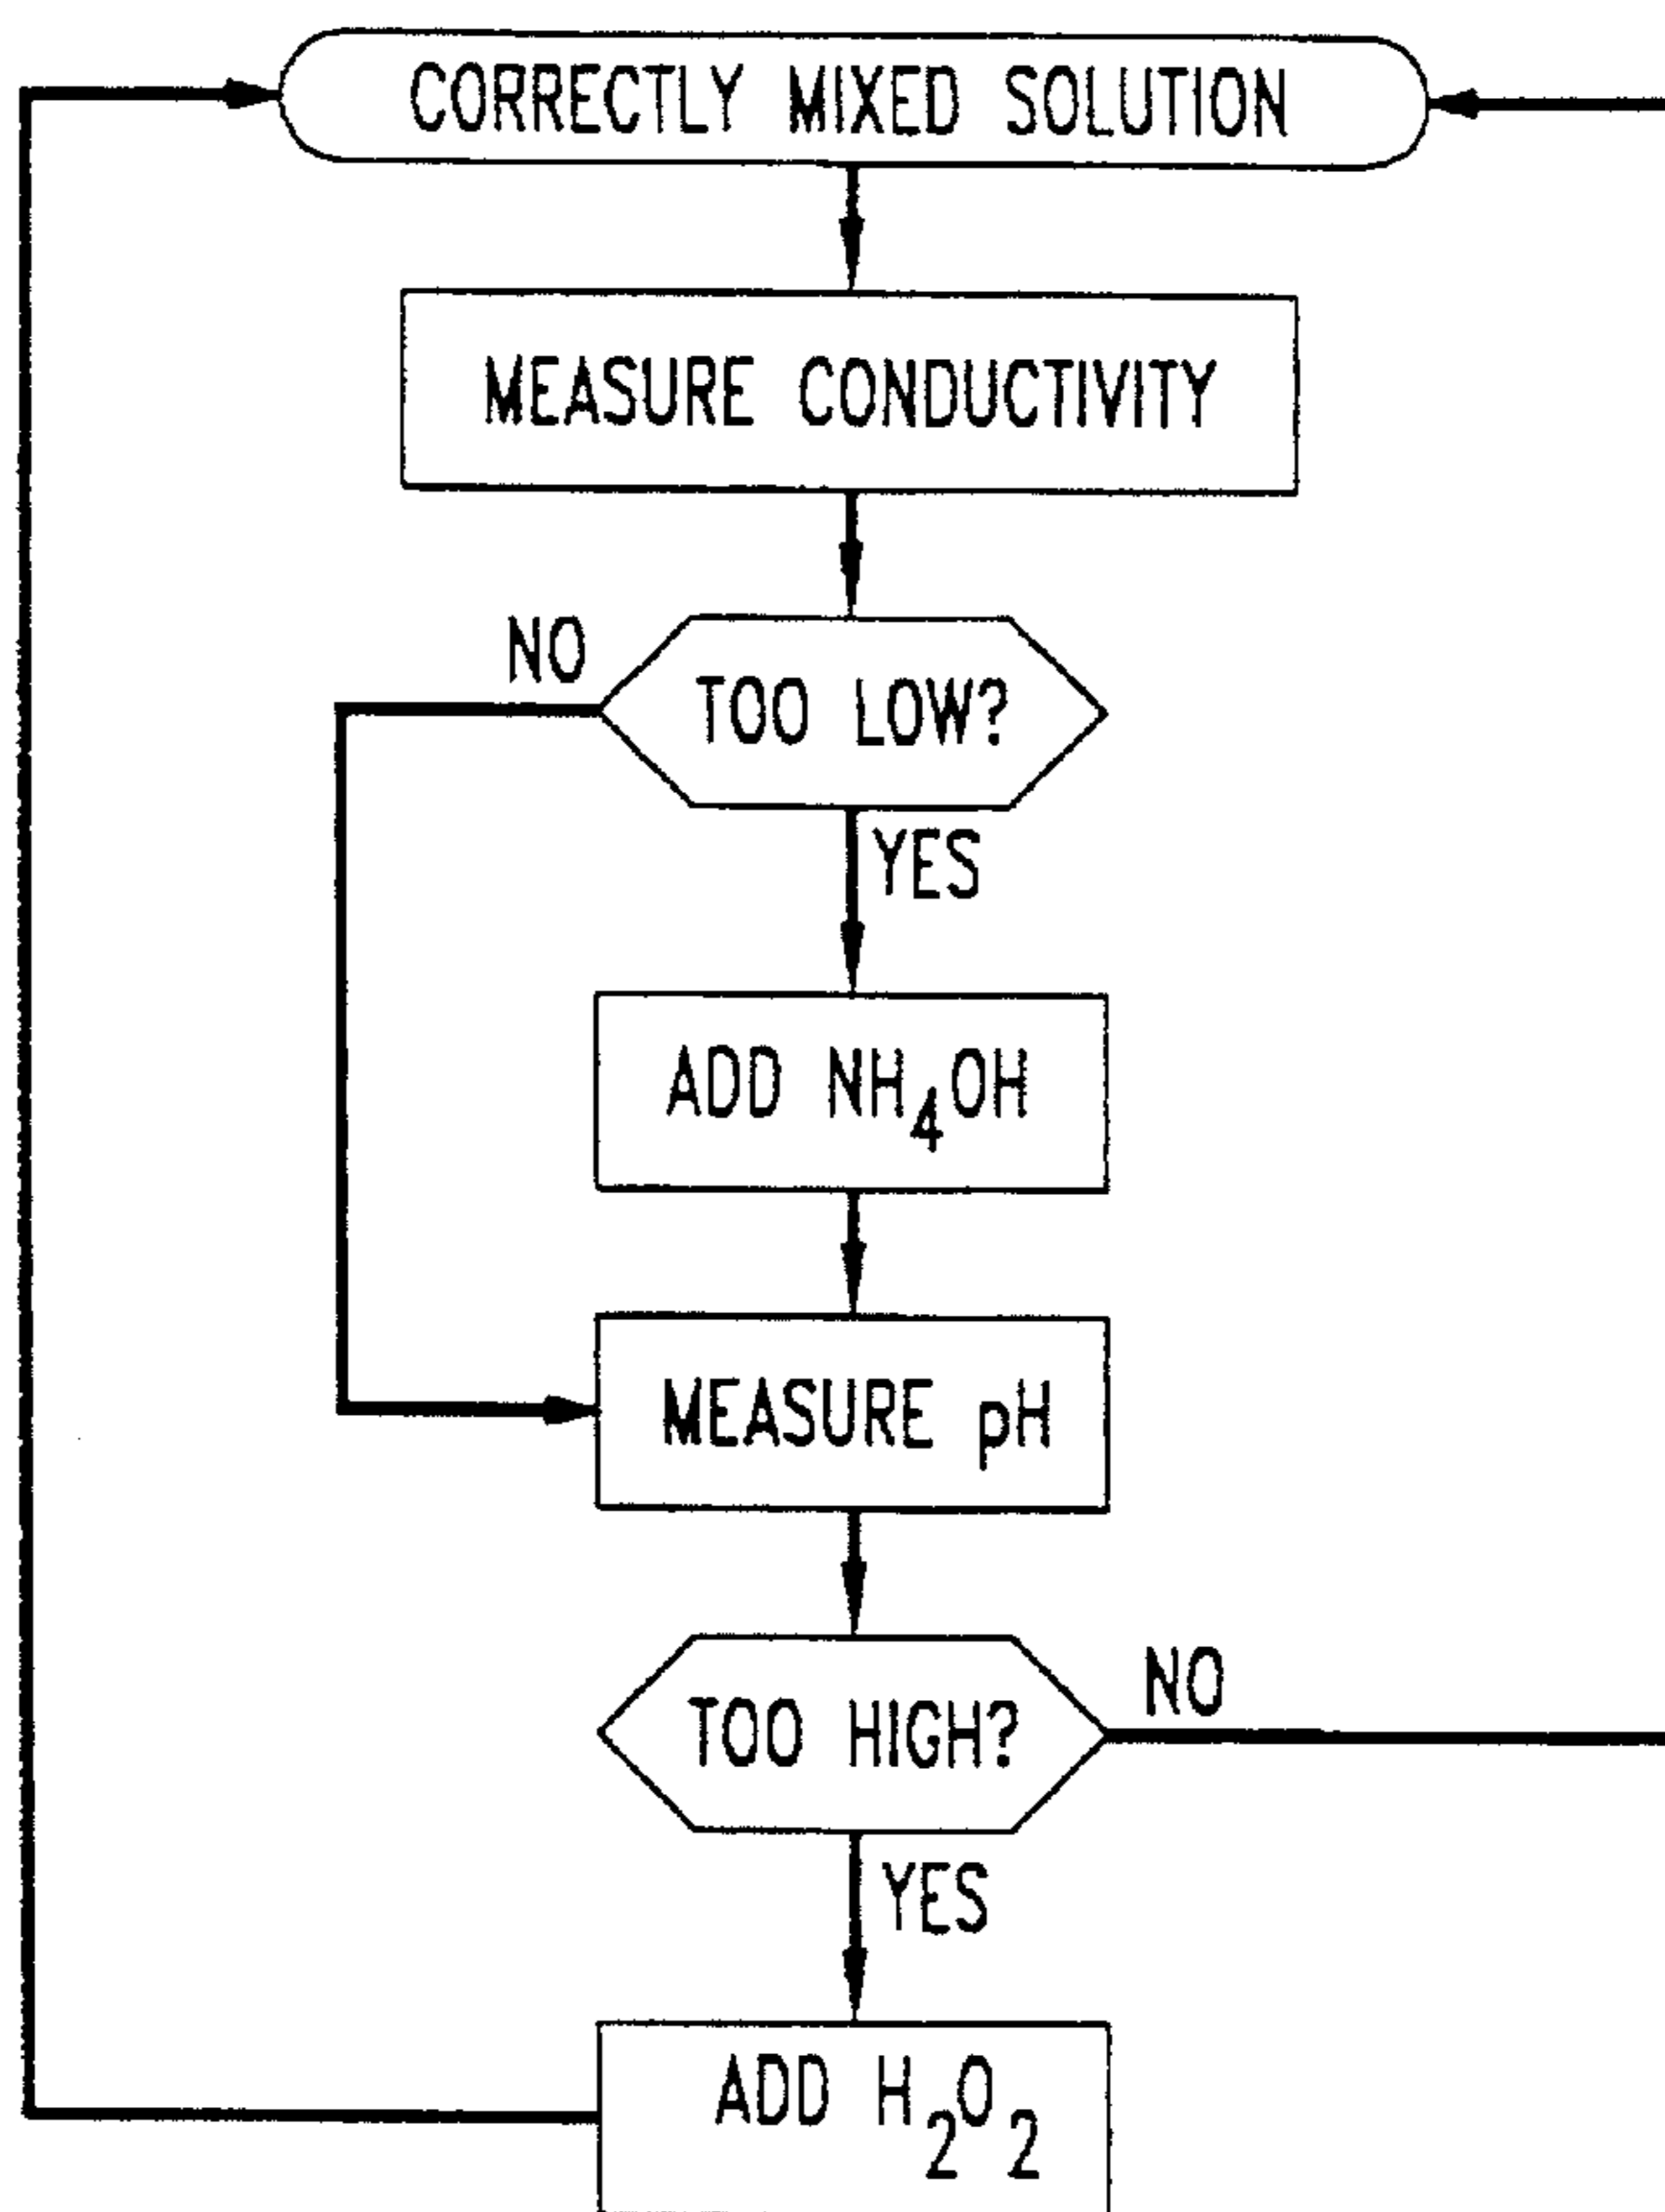 CORRECTLY MIXED SOLUTION
MEASURE CONDUCTIVITY
NO
TOO LOW?
YES
ADD NH₄OH
MEASURE pH
NO
TOO HIGH?
YES
ADD H₂O₂